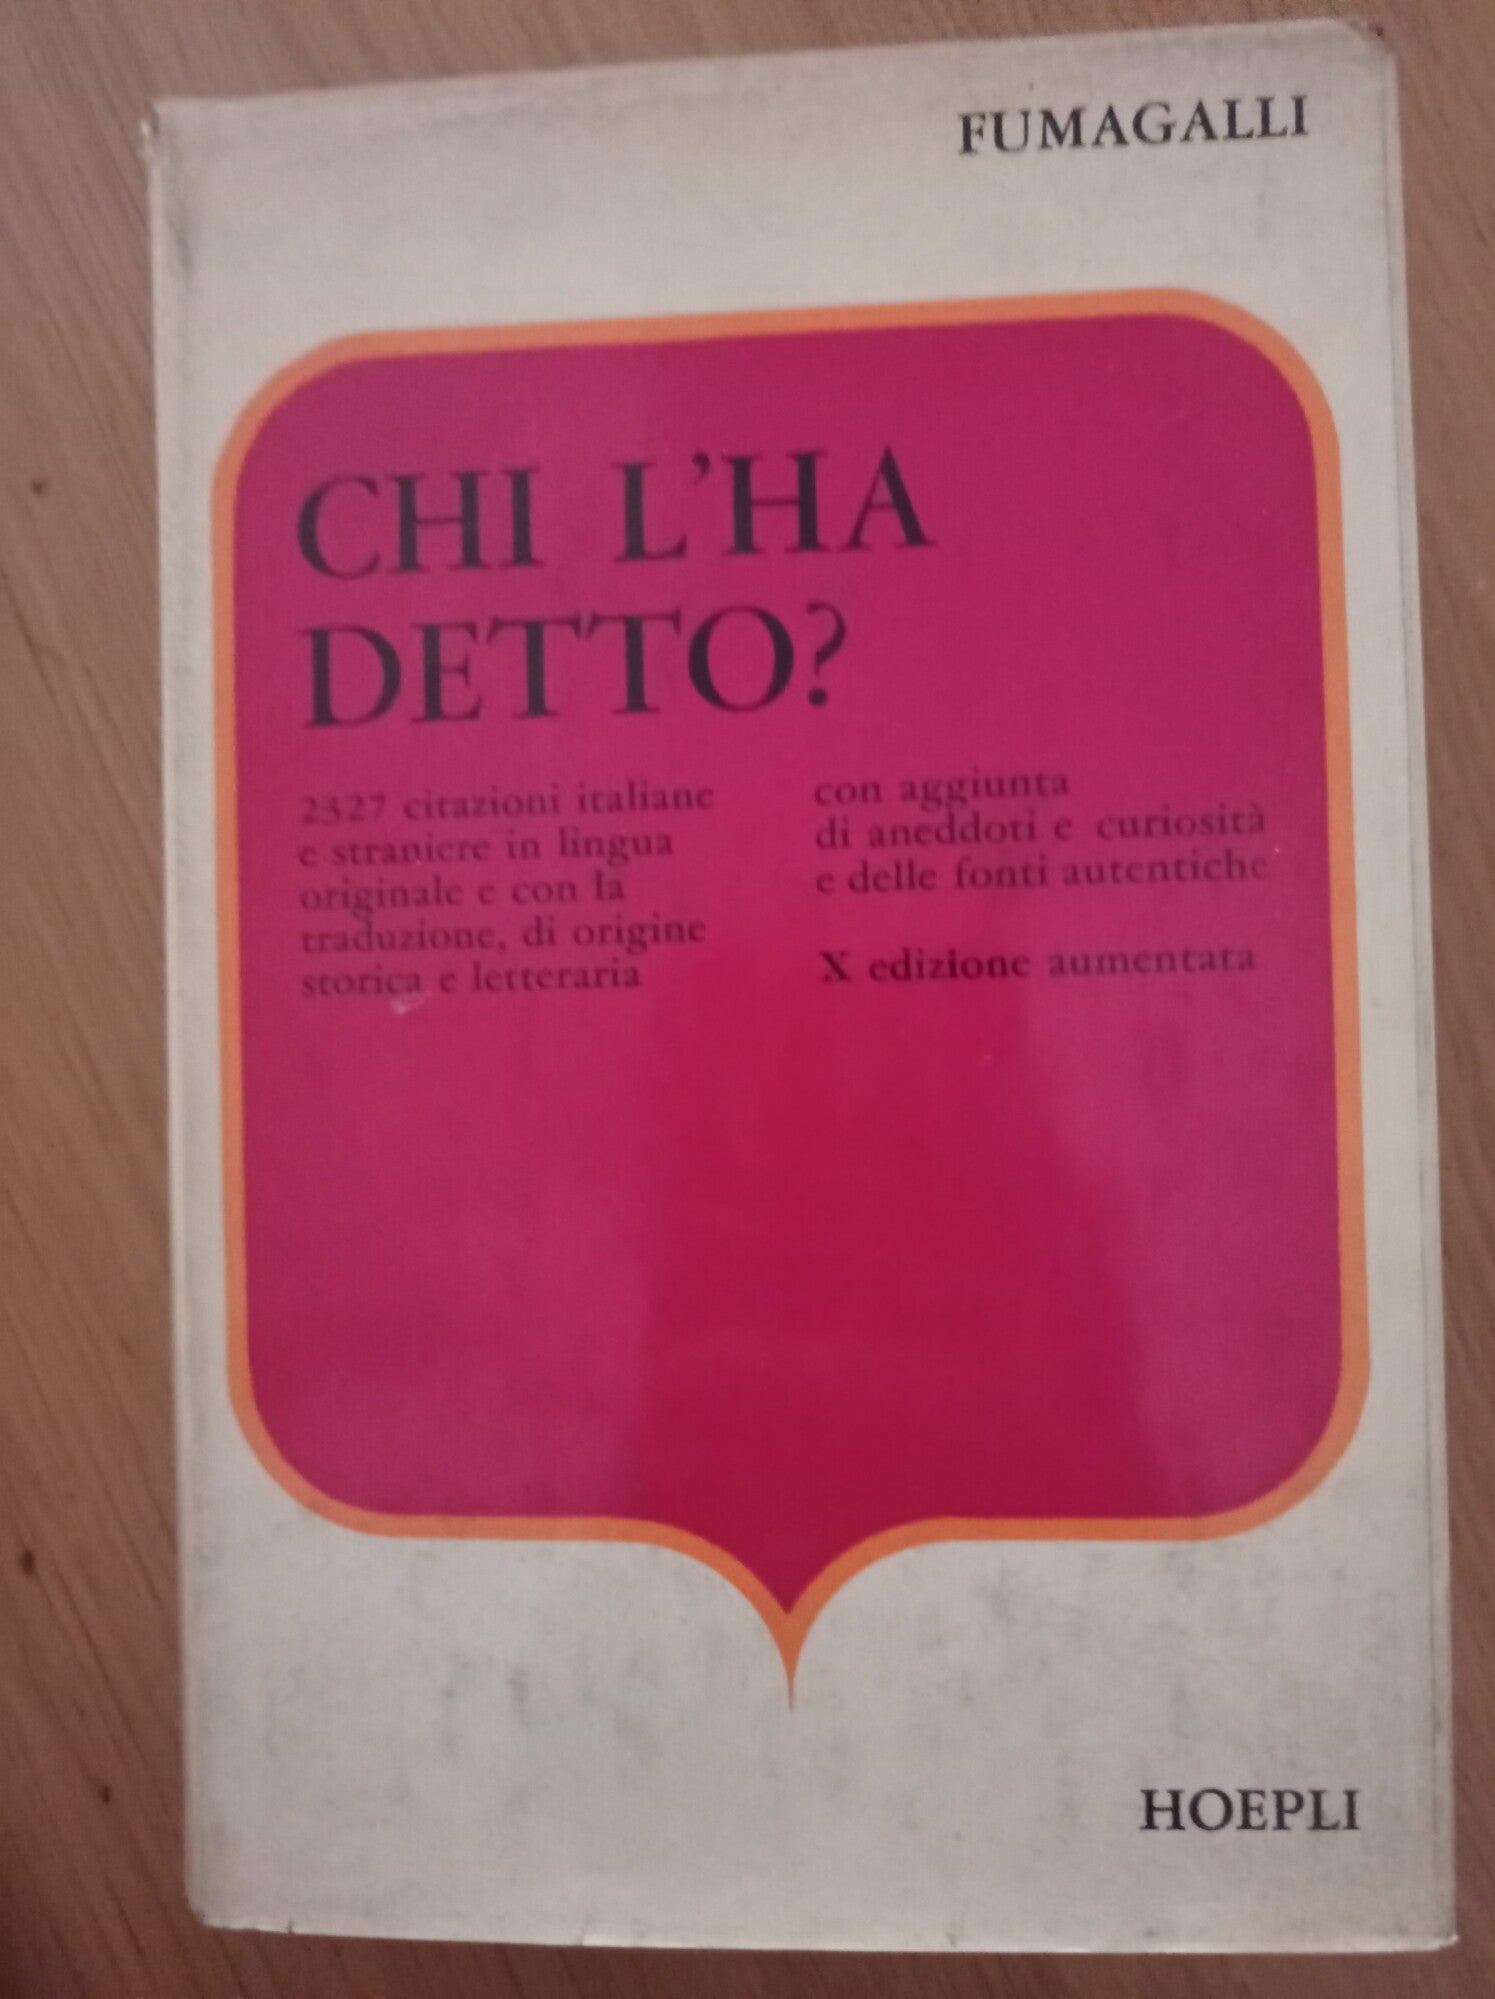 FUMAGALLI
CHI L'HA
DETTO?
2327 citazioni italiane
e straniere in lingua
originale e con la
traduzione, di origine
storica e letteraria
con aggiunta
di aneddoti e curiosità
e delle fonti autentiche
X edizione aumentata
HOEPLI